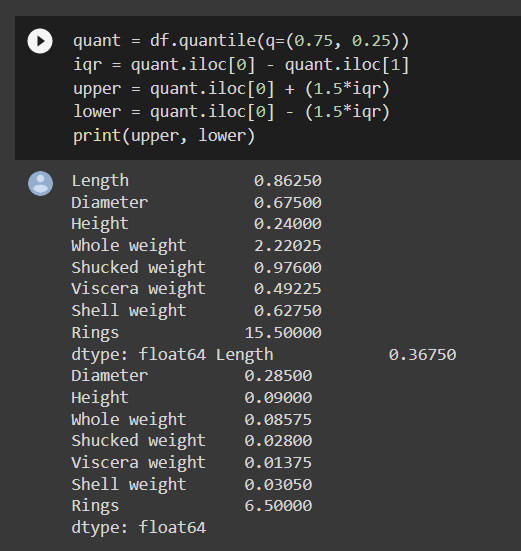 quant = df.quantile(q=(0.75, 0.25))
iqr = quant.iloc[0] - quant.iloc[1]
upper = quant.iloc[0] + (1.5*iqr)
lower = quant.iloc[0] - (1.5*iqr)
print(upper, lower)
Length 0.86250
Diameter 0.67500
Height 0.24000
Whole weight 2.22025
Shucked weight 0.97600
Viscera weight 0.49225
Shell weight 0.62750
Rings 15.50000
dtype: float64 Length 0.36750
Diameter 0.28500
Height 0.09000
Whole weight 0.08575
Shucked weight 0.02800
Viscera weight 0.01375
Shell weight 0.03050
Rings 6.50000
dtype: float64